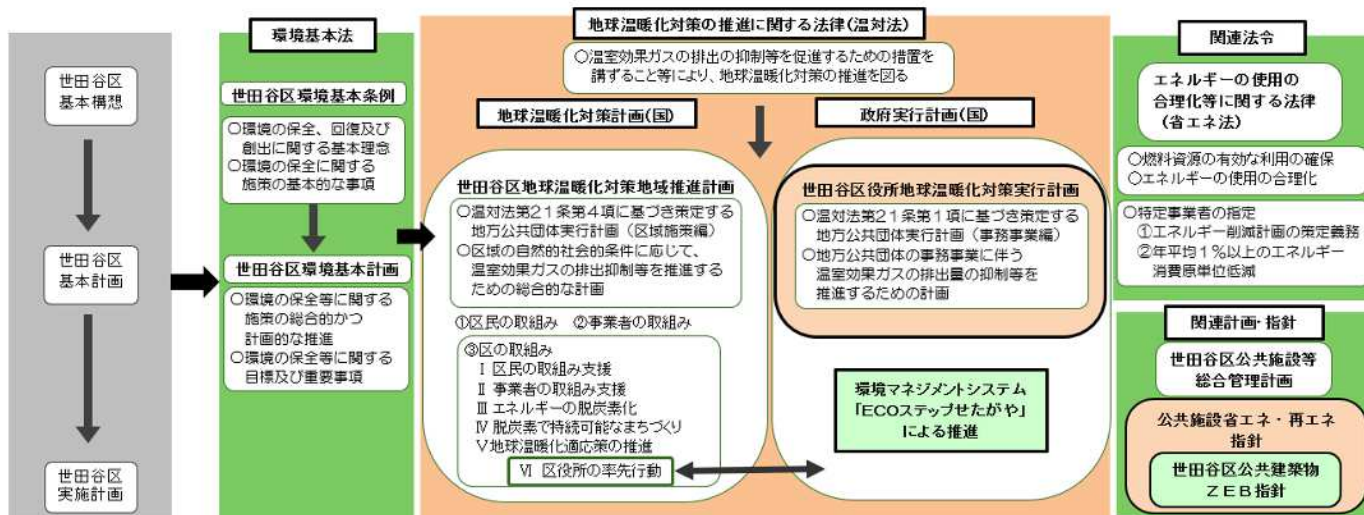 世田谷区
基本構想
世田谷区
基本計画
世田谷区
実施計画
環境基本法
世田谷区環境基本条例
○環境の保全、回復及び
創出に関する基本理念
○環境の保全に関する
施策の基本的な事項
世田谷区環境基本計画
○環境の保全等に関する
施策の総合的かつ
計画的な推進
○環境の保全等に関する
目標及び重要事項
地球温暖化対策の推進に関する法律(温対法)
○温室効果ガスの排出の抑制等を促進するための措置を
講ずること等により、地球温暖化対策の推進を図る
地球温暖化対策計画(国)
世田谷区地球温暖化対策地域推進計画
○温対法第21条第4項に基づき策定する
地方公共団体実行計画(区域施策編)
○区域の自然的社会的条件に応じて、
温室効果ガスの排出抑制等を推進する
ための総合的な計画
①区民の取組み ②事業者の取組み
③区の取組み
Ⅰ 区民の取組み支援
Ⅱ 事業者の取組み支援
Ⅲ エネルギーの脱炭素化
Ⅳ 脱炭素で持続可能なまちづくり
Ⅴ地球温暖化適応策の推進
Ⅵ 区役所の率先行動
政府実行計画(国)
世田谷区役所地球温暖化対策実行計画
○温対法第21条第1項に基づき策定する
地方公共団体実行計画(事務事業編)
○地方公共団体の事務事業に伴う
温室効果ガスの排出量の抑制等を
推進するための計画
環境マネジメントシステム
「ECOステップせたがや」
による推進
関連法令
エネルギーの使用の
合理化等に関する法律
(省エネ法)
○燃料資源の有効な利用の確保
○エネルギーの使用の合理化
○特定事業者の指定
①エネルギー削減計画の策定義務
②年平均1%以上のエネルギー
消費原単位低減
関連計画・指針
世田谷区公共施設等
総合管理計画
公共施設省エネ・再エネ
指針
世田谷区公共建築物
ZEB指針